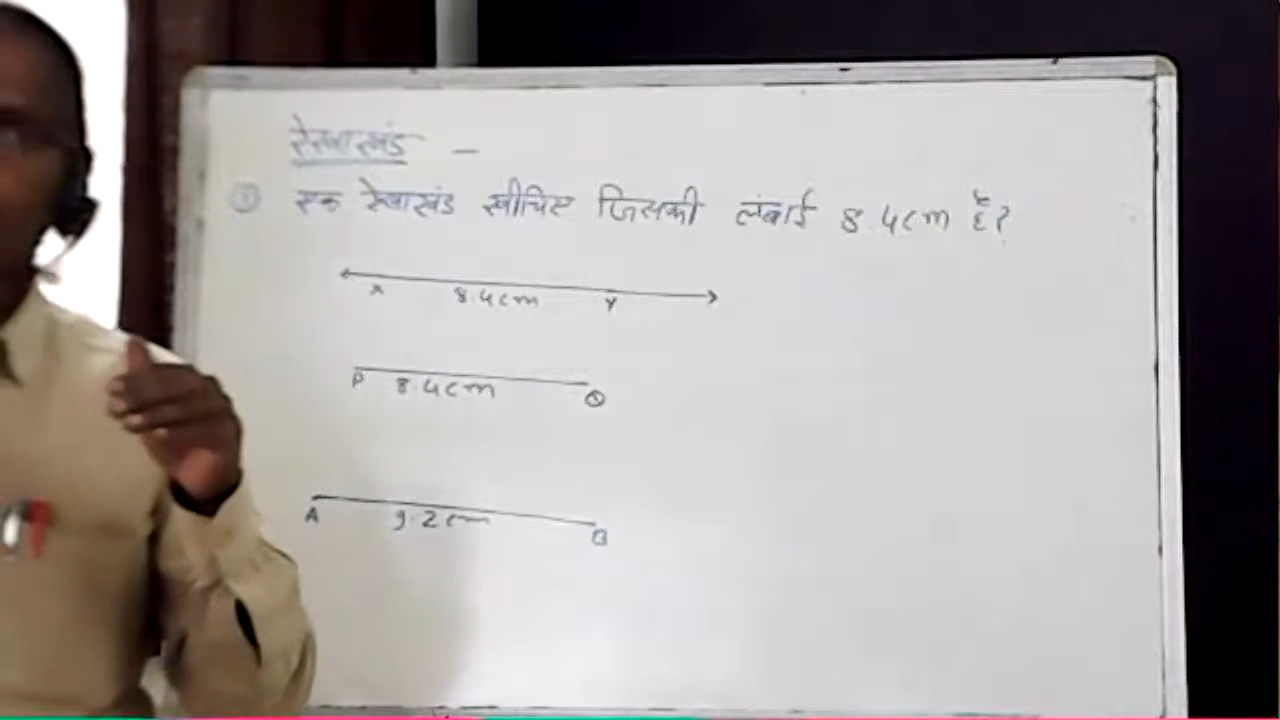 रेखाखंड -
① एक रेखाखंड खींचिए जिसकी लंबाई 8.4cm है?
X 8.4cm Y
P 8.4cm Q
A 9.2cm B